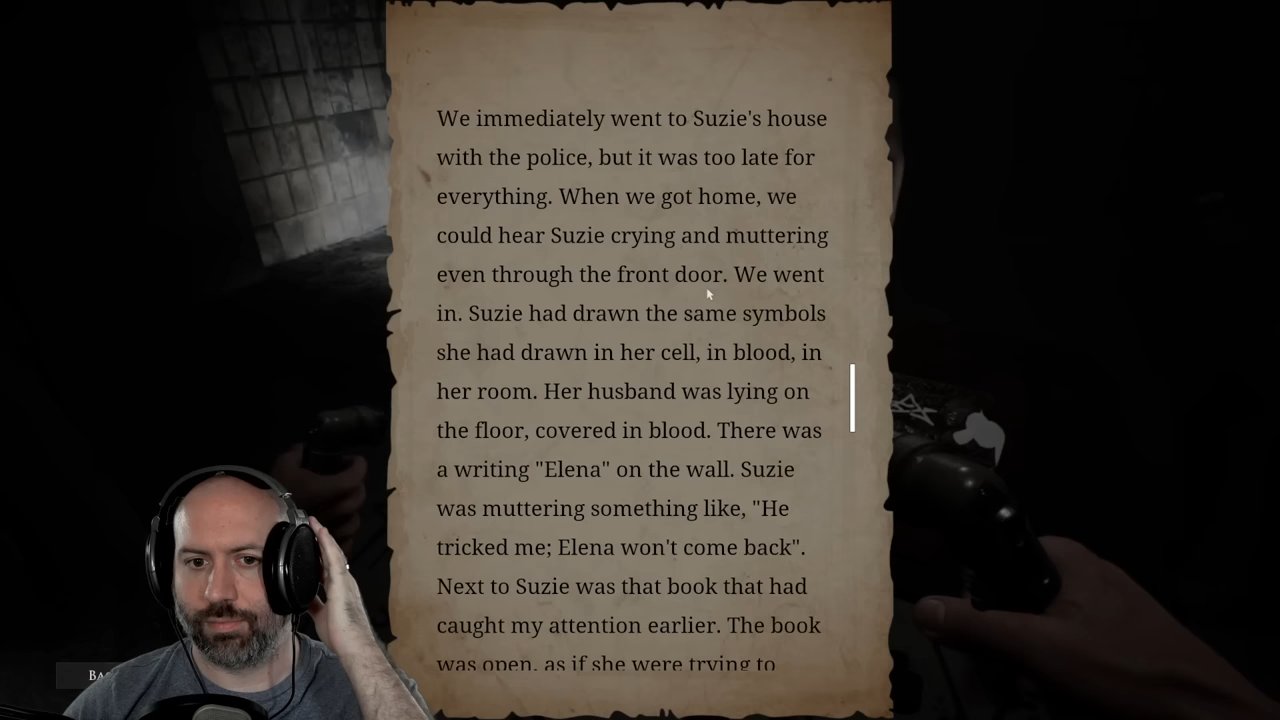 We immediately went to Suzie's house
with the police, but it was too late for
everything. When we got home, we
could hear Suzie crying and muttering
even through the front door. We went
in. Suzie had drawn the same symbols
she had drawn in her cell, in blood, in
her room. Her husband was lying on
the floor, covered in blood. There was
a writing "Elena" on the wall. Suzie
was muttering something like, "He
tricked me; Elena won't come back".
Next to Suzie was that book that had
caught my attention earlier. The book
was open, as if she were trying to